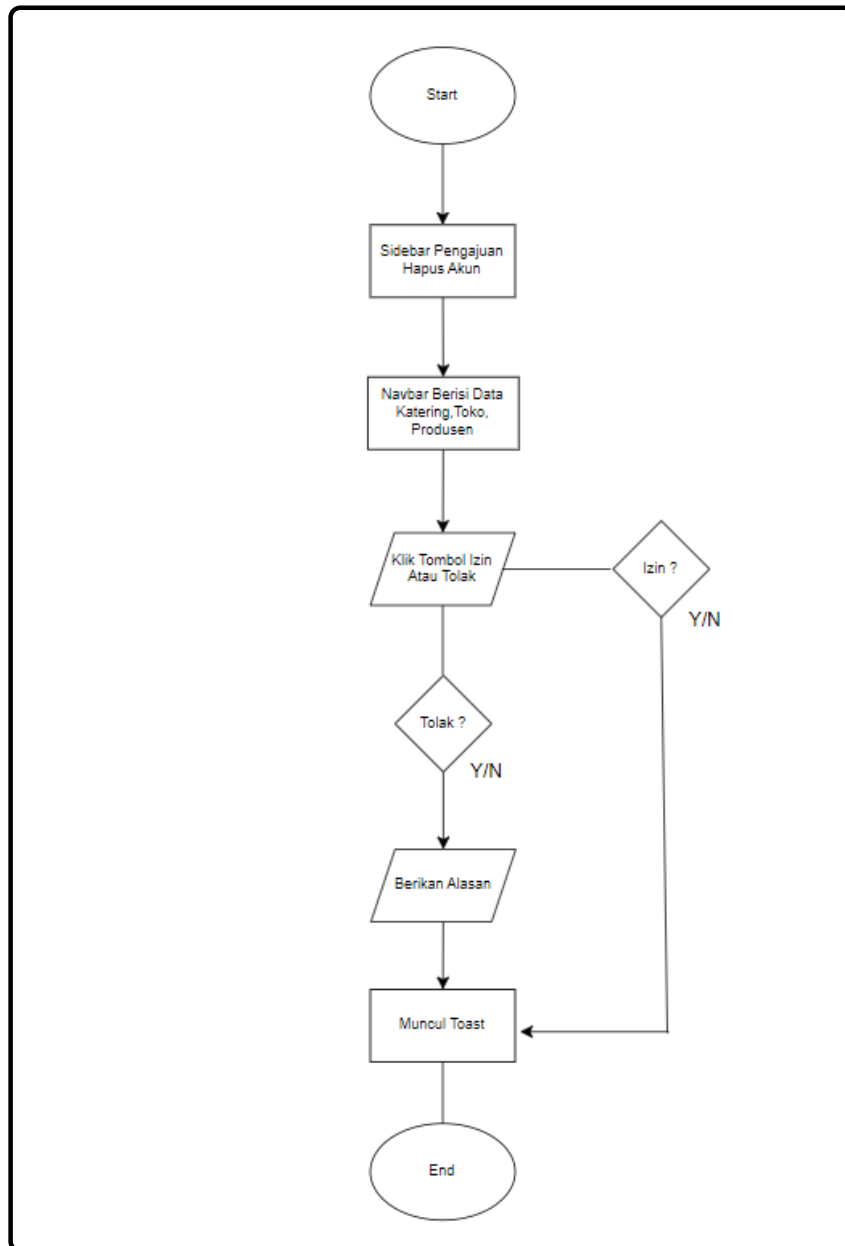 Start
Sidebar Pengajuan
Hapus Akun
Navbar Berisi Data
Katering,Toko,
Produsen
Klik Tombol Izin
Atau Tolak
Izin ?
Y/N
Tolak ?
Y/N
Berikan Alasan
Muncul Toast
End